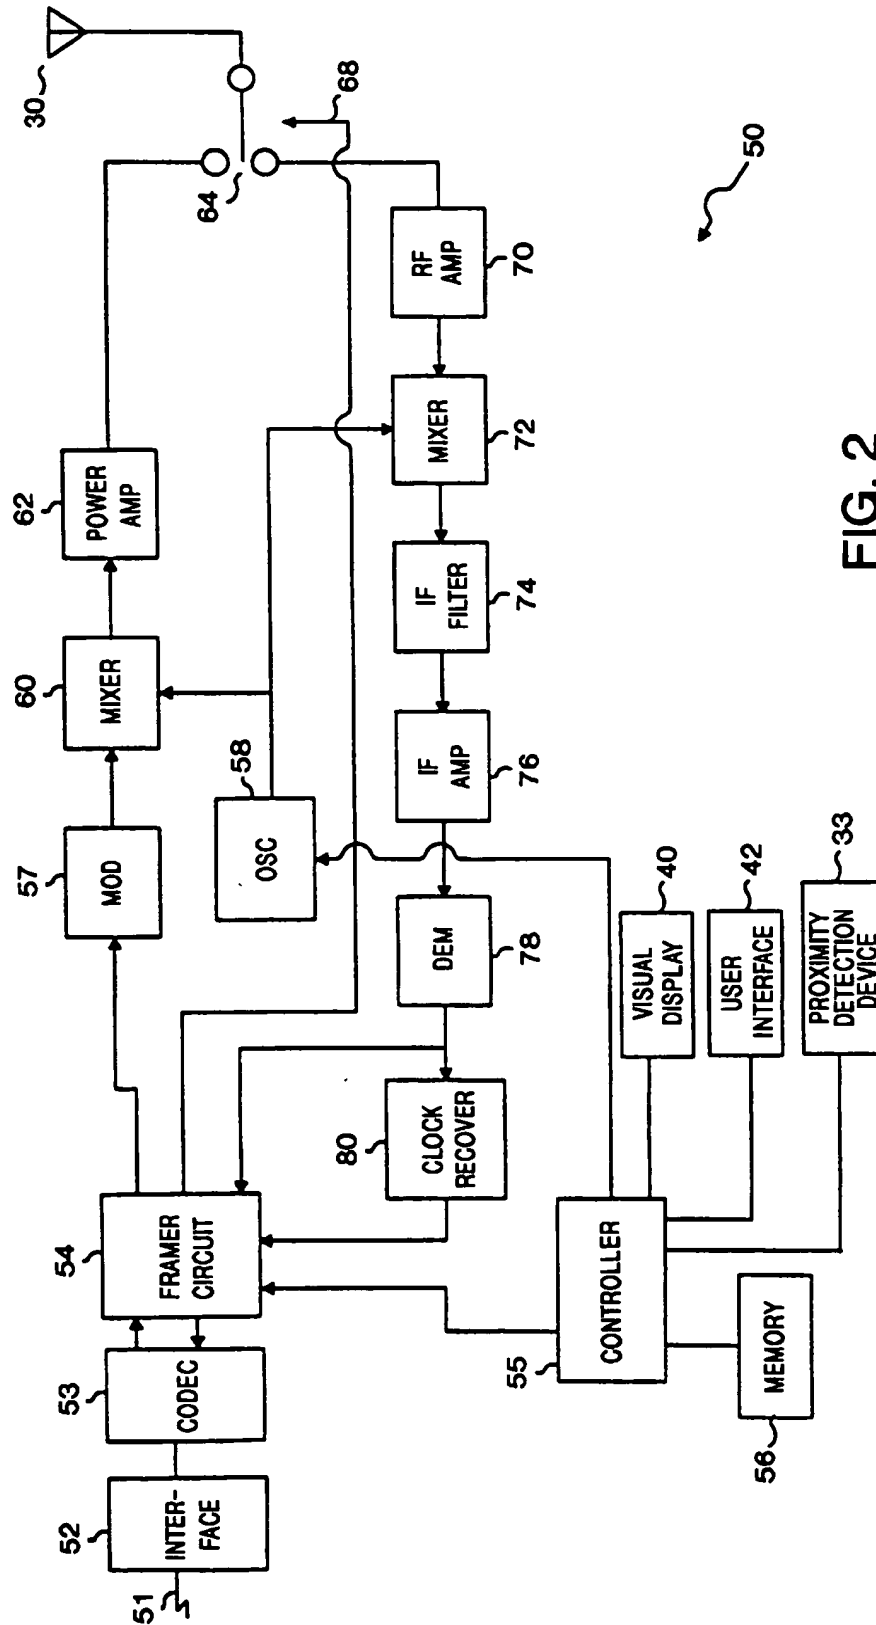 30
68
64
62
POWER
AMP
60
MIXER
57
MOD
58
OSC
RF
AMP
70
MIXER
72
IF
FILTER
74
IF
AMP
76
DEM
78
CLOCK
RECOVER
80
54
FRAMER
CIRCUIT
53
CODEC
52
INTER-
FACE
51
CONTROLLER
55
MEMORY
56
VISUAL
DISPLAY
40
USER
INTERFACE
42
PROXIMITY
DETECTION
DEVICE
33
50
FIG. 2